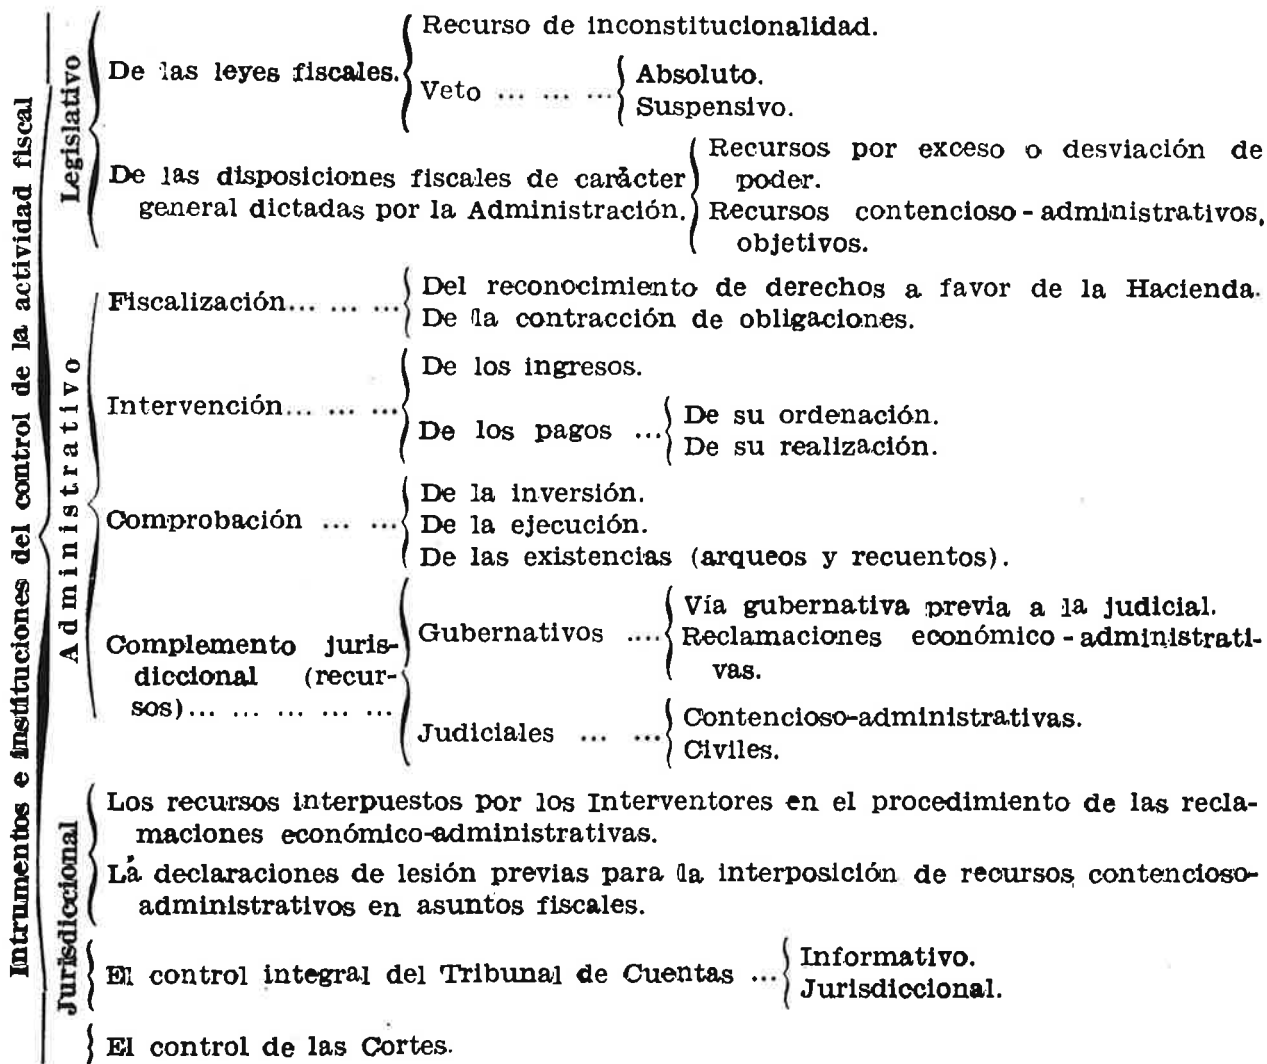 Intrumentos e instituciones del control de la actividad fiscal
Legislativo
De las leyes fiscales.
Recurso de inconstitucionalidad.
Veto ... ... ...
Absoluto.
Suspensivo.
De las disposiciones fiscales de carácter
general dictadas por la Administración.
Recursos por exceso o desviación de
poder.
Recursos contencioso-administrativos,
objetivos.
Administrativo
Fiscalización... ... ...
Del reconocimiento de derechos a favor de la Hacienda.
De la contracción de obligaciones.
Intervención... ... ...
De los ingresos.
De los pagos ...
De su ordenación.
De su realización.
Comprobación ... ...
De la inversión.
De la ejecución.
De las existencias (arqueos y recuentos).
Complemento juris-
diccional (recur-
sos)... ... ... ... ...
Gubernativos ....
Vía gubernativa previa a la judicial.
Reclamaciones económico-administrati-
vas.
Judiciales ... ...
Contencioso-administrativas.
Civiles.
Jurisdiccional
Los recursos interpuestos por los Interventores en el procedimiento de las recla-
maciones económico-administrativas.
La declaraciones de lesión previas para la interposición de recursos contencioso-
administrativos en asuntos fiscales.
El control integral del Tribunal de Cuentas ...
Informativo.
Jurisdiccional.
El control de las Cortes.